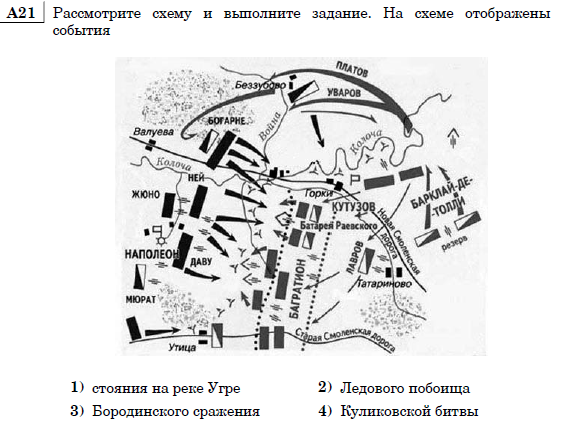 А21
Рассмотрите схему и выполните задание. На схеме отображены
события
ПЛАТОВ
Беззубово
УВАРОВ
БОГАРНЕ
Война
Валуева
Колоча
Колоча
НЕЙ
ЖЮНО
Горки
КУТУЗОВ
БАРКЛАЙ-ДЕ-
ТОЛЛИ
Батарея Раевского
Новая Смоленская
дорога
резерв
НАПОЛЕОН
ДАВУ
БАГРАТИОН
ЛАВРОВ
Татариново
МЮРАТ
Утица
Старая Смоленская дорога
1) стояния на реке Угре
2) Ледового побоища
3) Бородинского сражения
4) Куликовской битвы